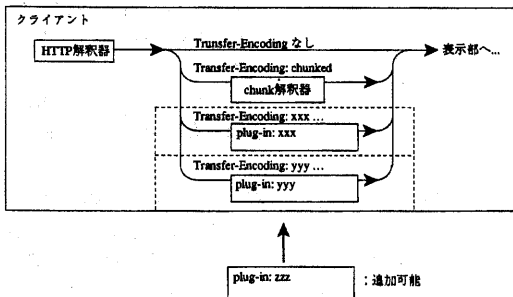 クライアント
HTTP解釈器
Trunsfer-Encoding なし
表示部へ...
Transfer-Encoding: chunked
chunk解釈器
Transfer-Encoding: xxx ...
plug-in: xxx
Transfer-Encoding: yyy ...
plug-in: yyy
plug-in: zzz
：追加可能